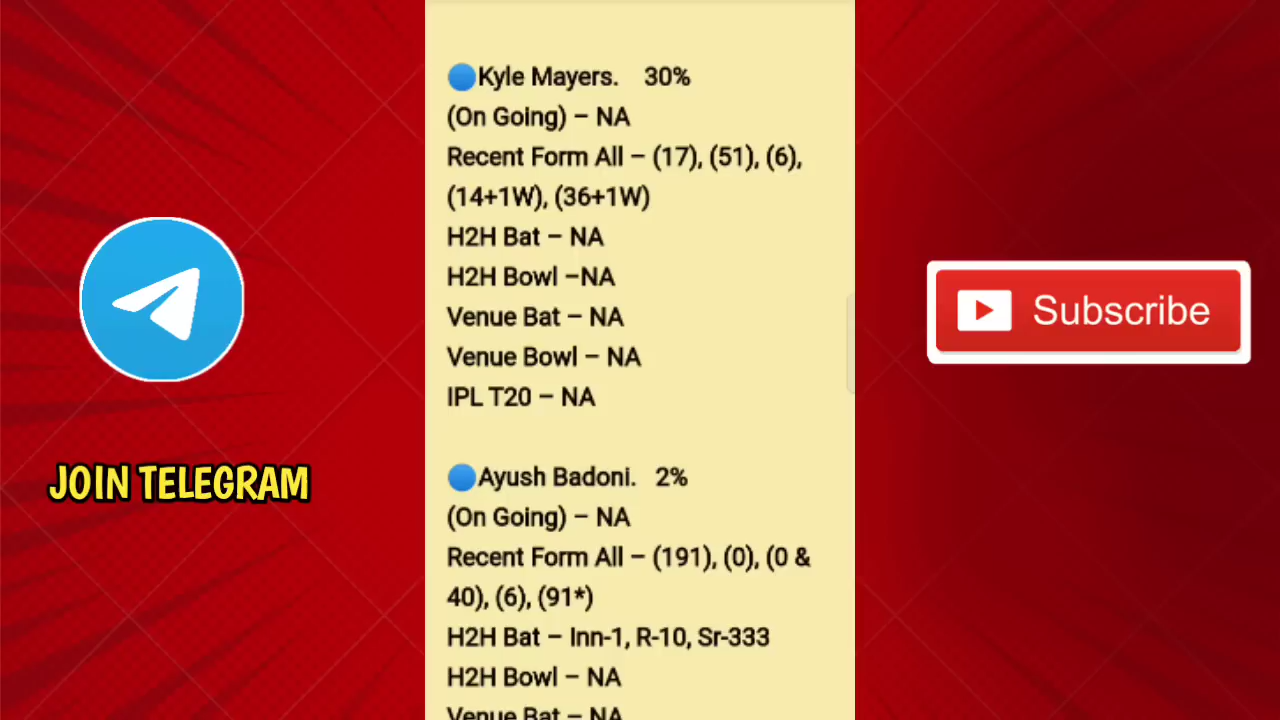 Kyle Mayers. 30%
(On Going) – NA
Recent Form All – (17), (51), (6),
(14+1W), (36+1W)
H2H Bat – NA
H2H Bowl –NA
Venue Bat – NA
Venue Bowl – NA
IPL T20 – NA
Ayush Badoni. 2%
(On Going) – NA
Recent Form All – (191), (0), (0 &
40), (6), (91*)
H2H Bat – Inn-1, R-10, Sr-333
H2H Bowl – NA
Venue Bat – NA
JOIN TELEGRAM
Subscribe